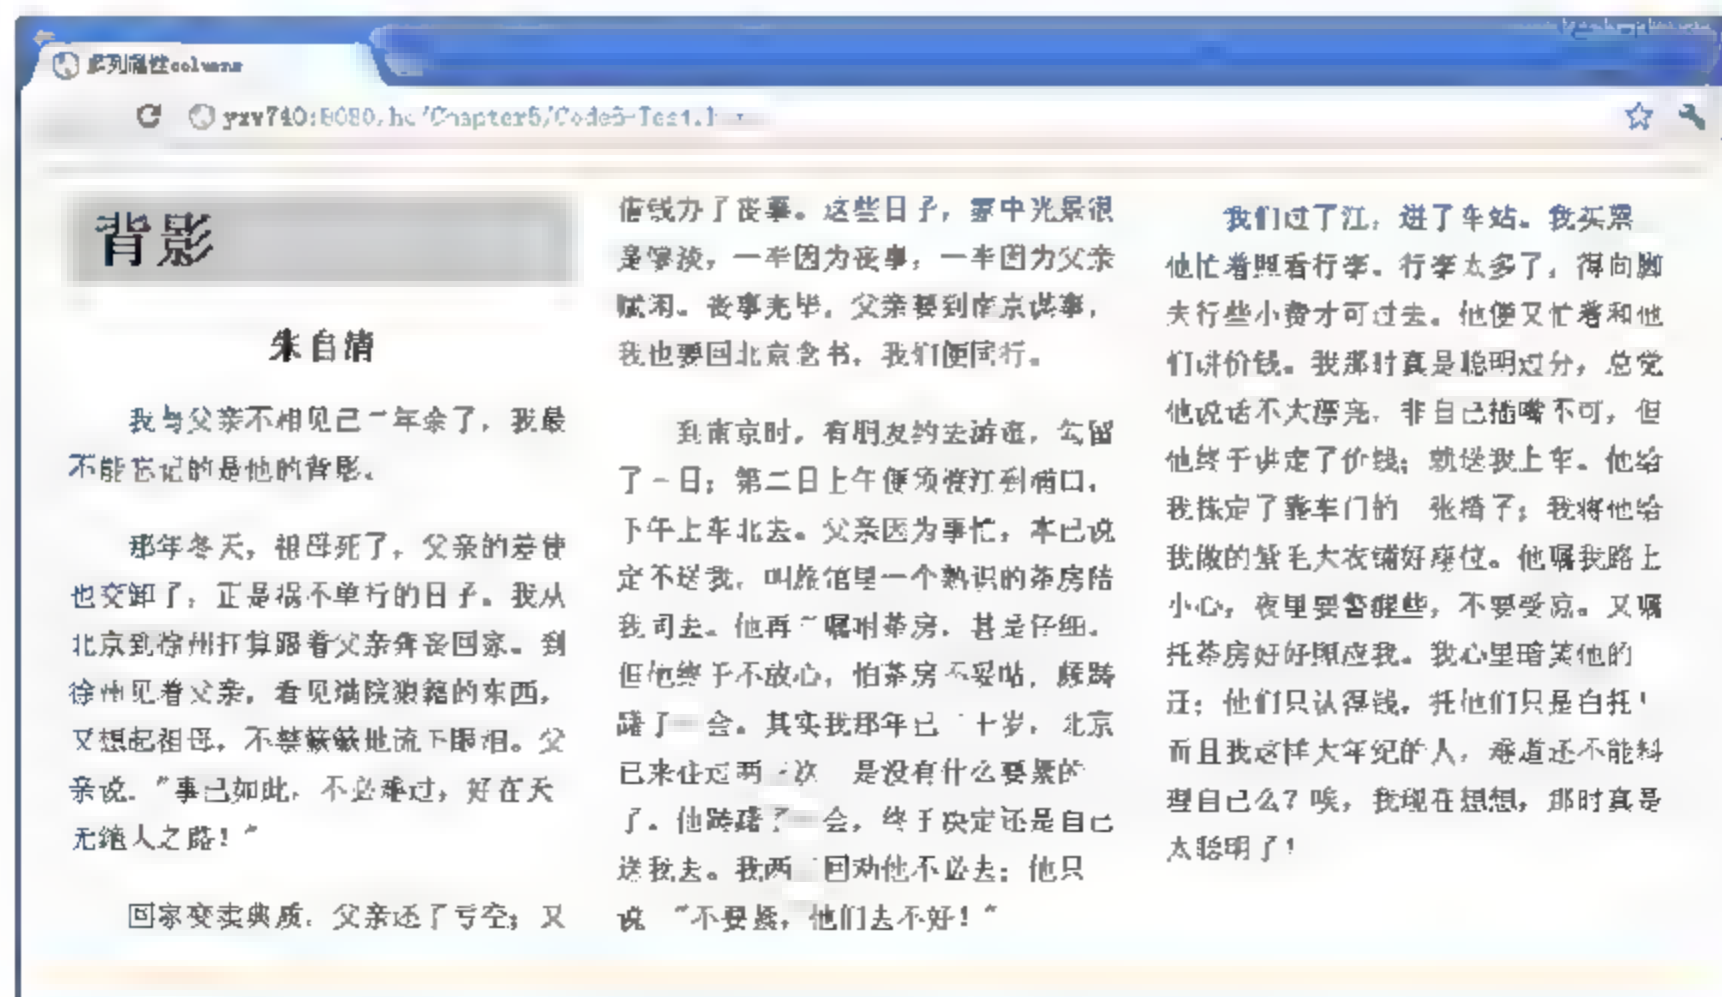 多列属性columns
背影
朱自清
我与父亲不相见已二年余了，我最
不能忘记的是他的背影。
那年冬天，祖母死了，父亲的差使
也交卸了，正是祸不单行的日子。我从
北京到徐州打算跟着父亲奔丧回家。到
徐州见着父亲，看见满院狼籍的东西，
又想起祖母，不禁簌簌地流下眼泪。父
亲说，“事已如此，不必难过，好在天
无绝人之路！”
回家变卖典质，父亲还了亏空；又
借钱办了丧事。这些日子，家中光景很
是惨淡，一半因为丧事，一半因为父亲
赋闲。丧事完毕，父亲要到南京谋事，
我也要回北京念书，我们便同行。
到南京时，有朋友约去游逛，勾留
了一日；第二日上午便须渡江到浦口，
下午上车北去。父亲因为事忙，本已说
定不送我，叫旅馆里一个熟识的茶房陪
我同去。他再三嘱咐茶房，甚是仔细。
但他终于不放心，怕茶房不妥帖，颇踌
躇了一会。其实我那年已二十岁，北京
已来往过两三次，是没有什么要紧的
了。他踌躇了一会，终于决定还是自己
送我去。我两三回劝他不必去；他只
说，“不要紧，他们去不好！”
我们过了江，进了车站。我买票，
他忙着照看行李。行李太多了，得向脚
夫行些小费才可过去。他便又忙着和他
们讲价钱。我那时真是聪明过分，总觉
他说话不大漂亮，非自己插嘴不可，但
他终于讲定了价钱；就送我上车。他给
我拣定了靠车门的一张椅子；我将他给
我做的紫毛大衣铺好座位。他嘱我路上
小心，夜里要警醒些，不要受凉。又嘱
托茶房好好照应我。我心里暗笑他的
迂；他们只认得钱，托他们只是白托！
而且我这样大年纪的人，难道还不能料
理自己么？唉，我现在想想，那时真是
太聪明了！